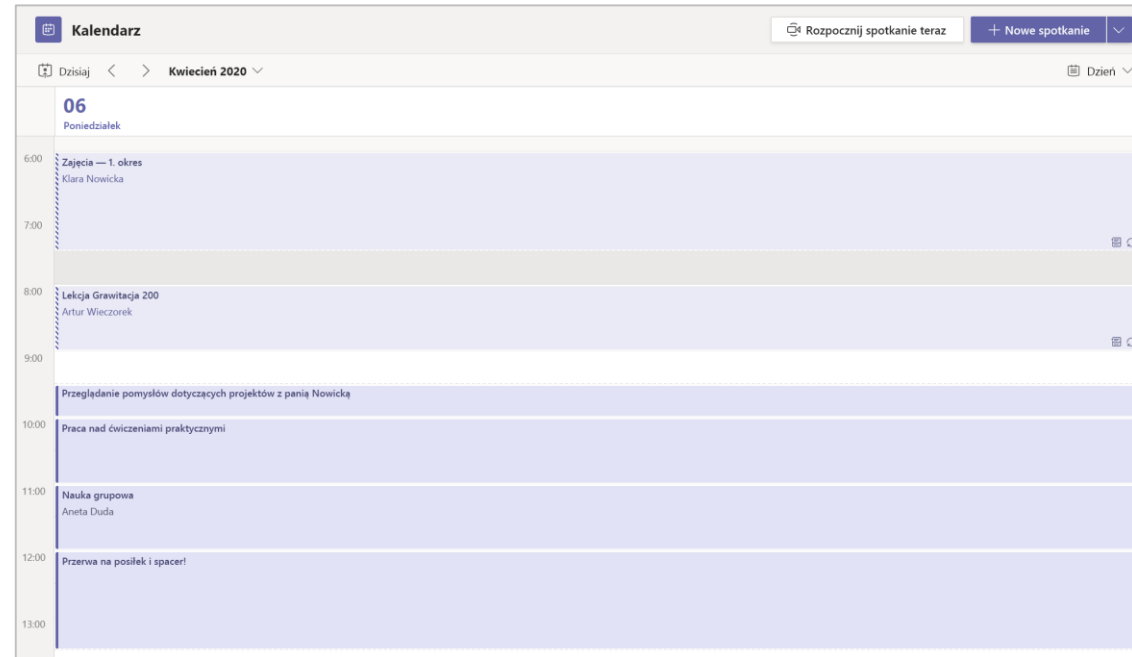 Kalendarz
Rozpocznij spotkanie teraz
+ Nowe spotkanie
Dzisiaj
Kwiecień 2020
Dzień
06
Poniedziałek
6:00
Zajęcia — 1. okres
Klara Nowicka
7:00
8:00
Lekcja Grawitacja 200
Artur Wieczorek
9:00
Przeglądanie pomysłów dotyczących projektów z panią Nowicką
10:00
Praca nad ćwiczeniami praktycznymi
11:00
Nauka grupowa
Aneta Duda
12:00
Przerwa na posiłek i spacer!
13:00